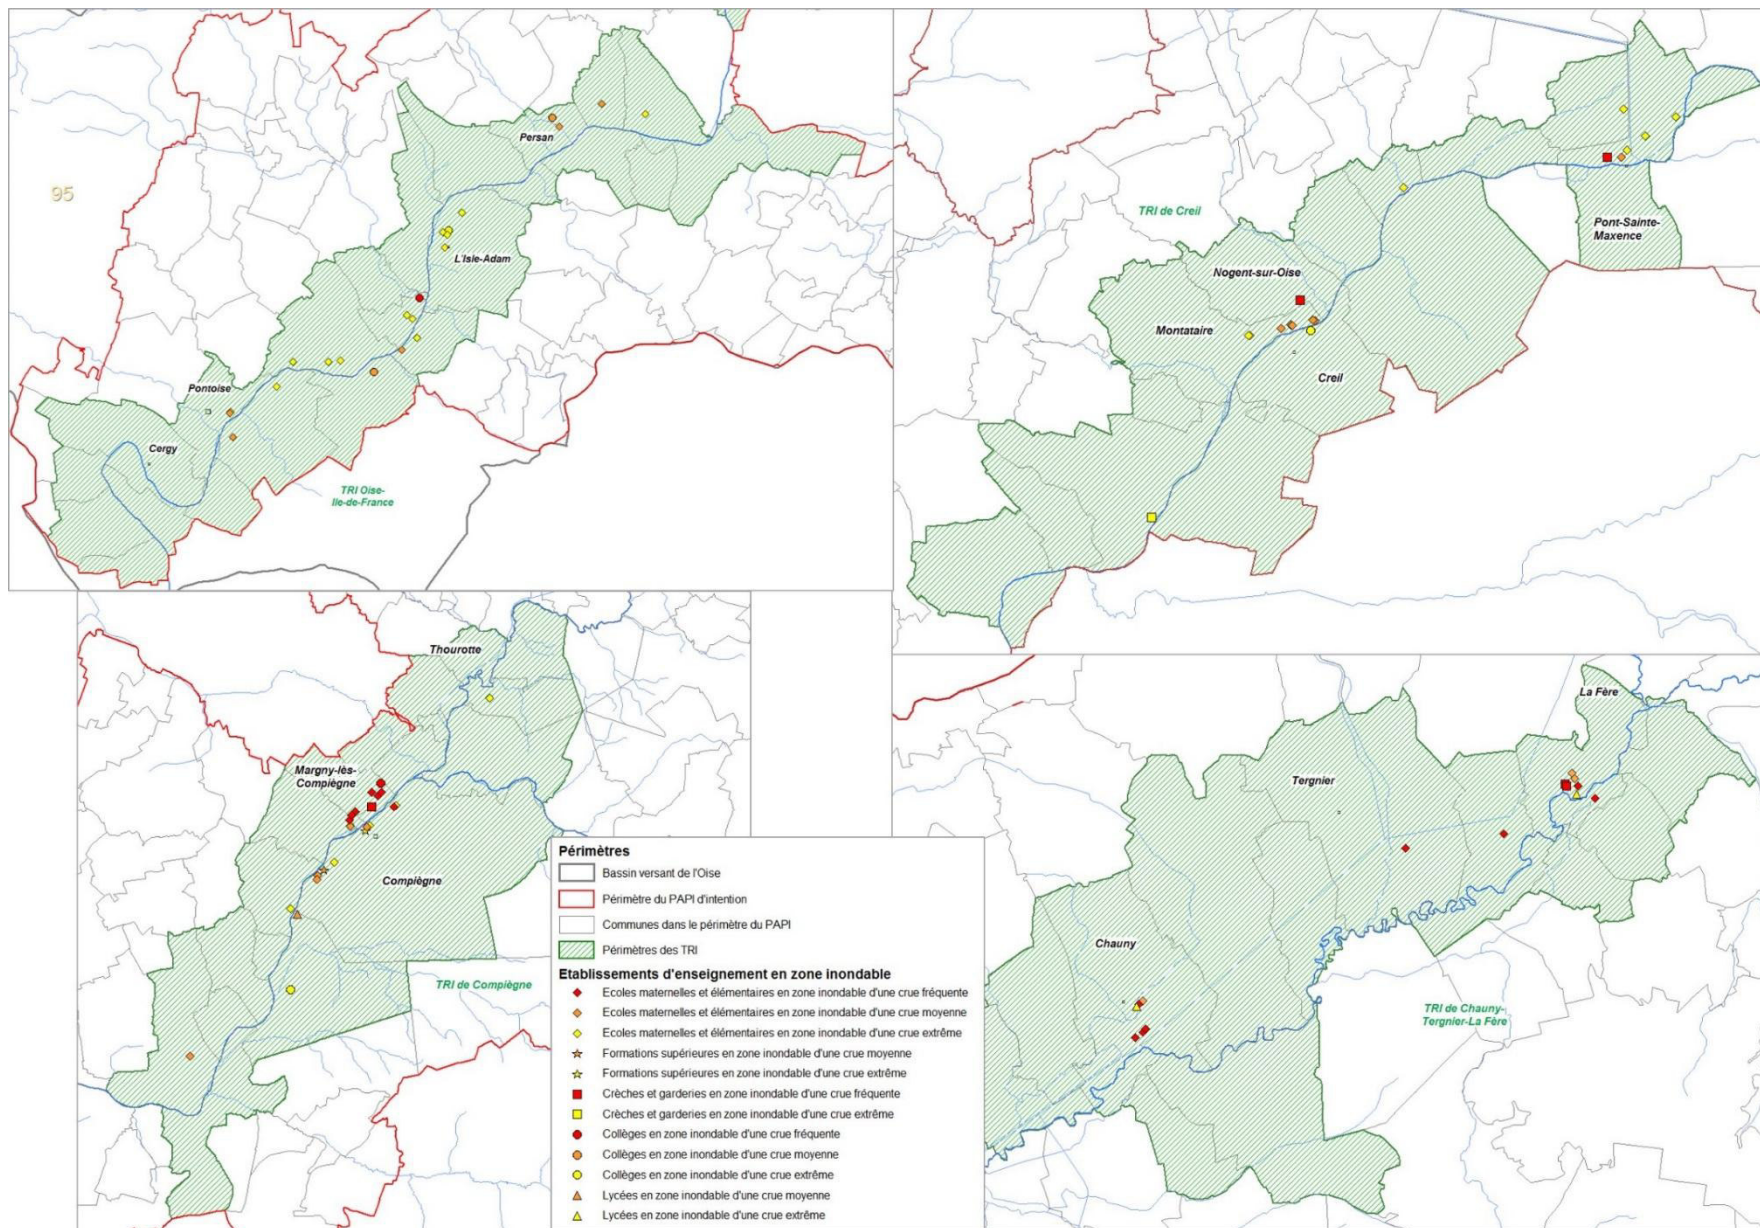 95
Persan
L'Isle-Adam
Pontoise
Cergy
TRI Oise-
Ile-de-France
TRI de Creil
Pont-Sainte-
Maxence
Nogent-sur-Oise
Montataire
Creil
Thourotte
Margny-lès-
Compiègne
Compiègne
TRI de Compiègne
La Fère
Tergnier
Chauny
TRI de Chauny-
Tergnier-La Fère
Périmètres
Bassin versant de l'Oise
Périmètre du PAPI d'intention
Communes dans le périmètre du PAPI
Périmètres des TRI
Etablissements d'enseignement en zone inondable
Ecoles maternelles et élémentaires en zone inondable d'une crue fréquente
Ecoles maternelles et élémentaires en zone inondable d'une crue moyenne
Ecoles maternelles et élémentaires en zone inondable d'une crue extrême
Formations supérieures en zone inondable d'une crue moyenne
Formations supérieures en zone inondable d'une crue extrême
Crèches et garderies en zone inondable d'une crue fréquente
Crèches et garderies en zone inondable d'une crue extrême
Collèges en zone inondable d'une crue fréquente
Collèges en zone inondable d'une crue moyenne
Collèges en zone inondable d'une crue extrême
Lycées en zone inondable d'une crue moyenne
Lycées en zone inondable d'une crue extrême